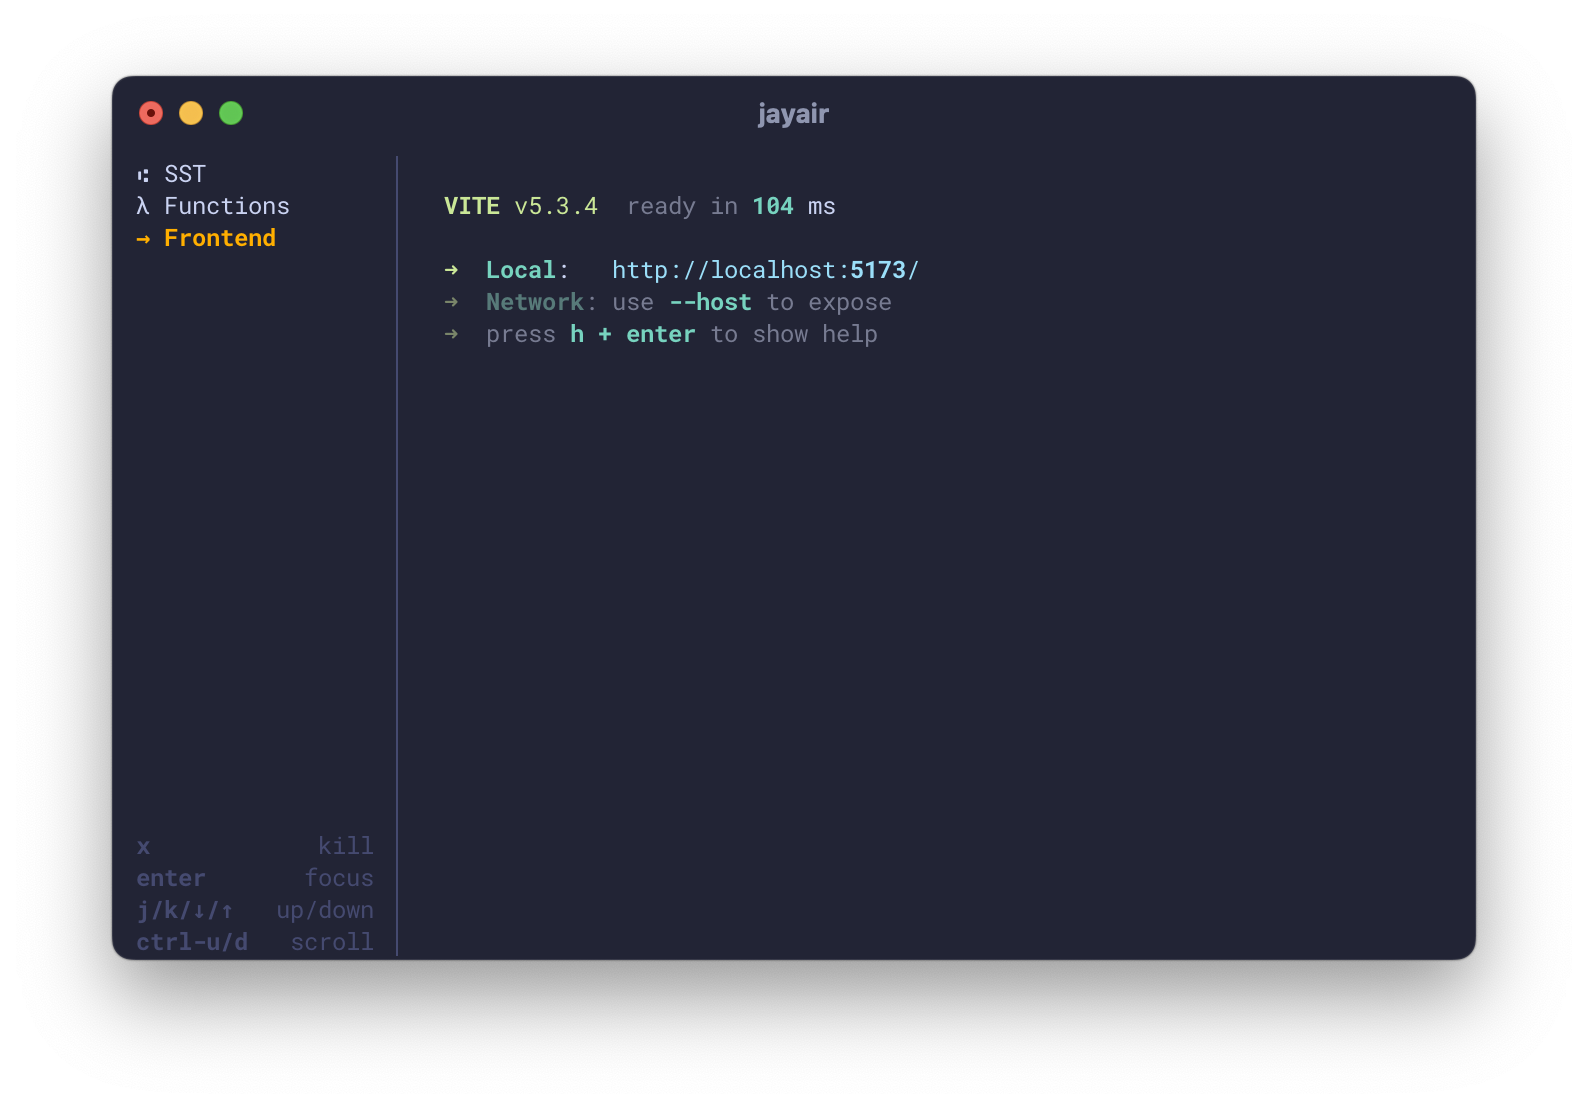 jayair
⑆ SST
λ Functions
→ Frontend
VITE v5.3.4 ready in 104 ms
➜ Local: http://localhost:5173/
➜ Network: use --host to expose
➜ press h + enter to show help
x kill
enter focus
j/k/↓/↑ up/down
ctrl-u/d scroll